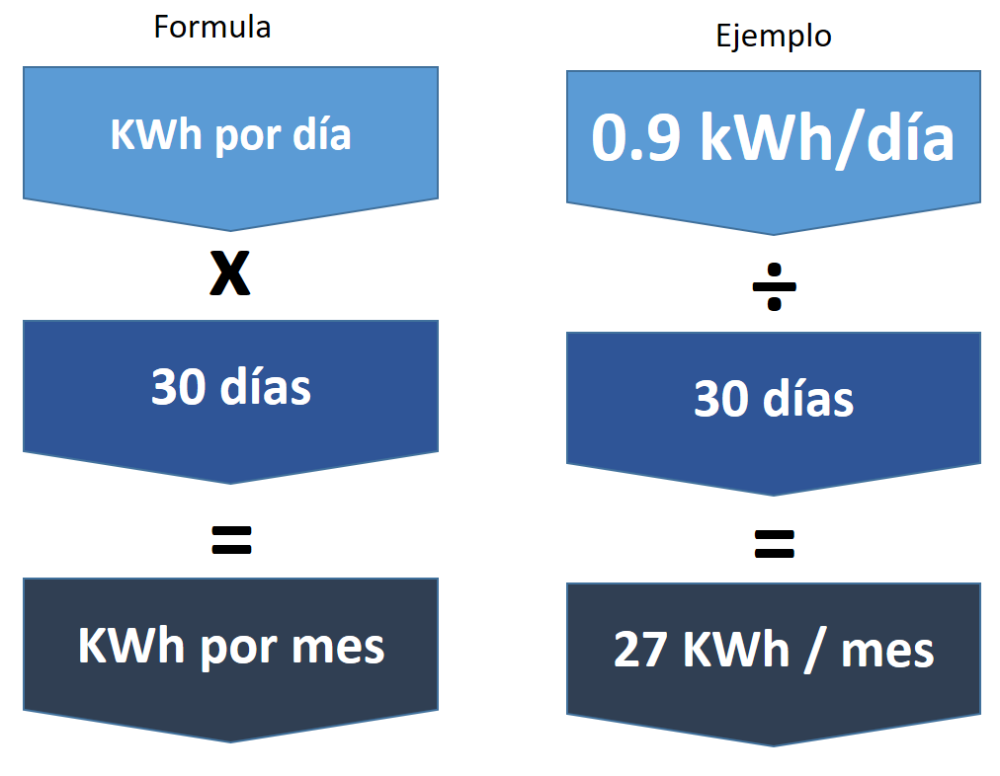 Formula
KWh por día
x
30 días
=
KWh por mes
Ejemplo
0.9 kWh/día
÷
30 días
=
27 KWh / mes